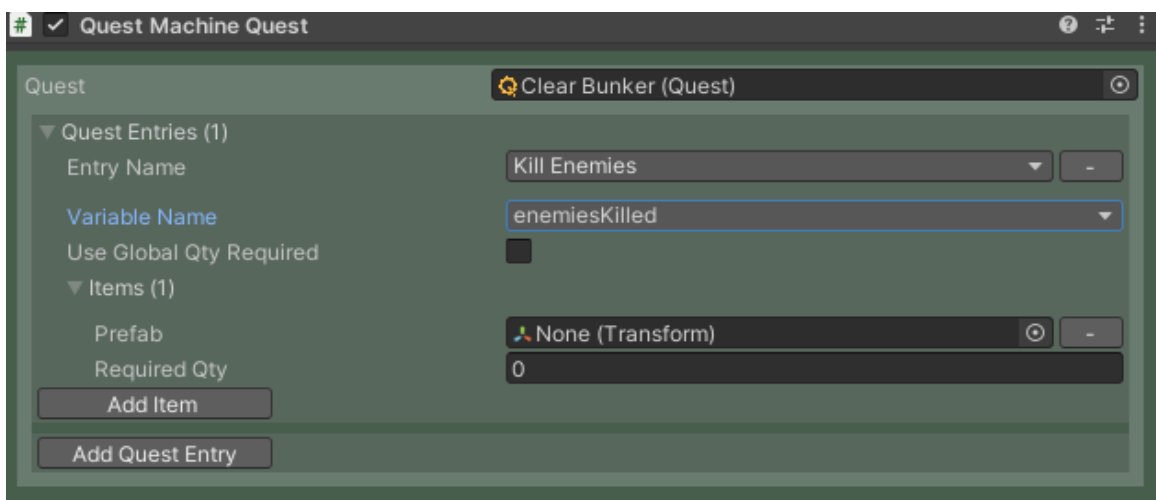 # Quest Machine Quest
Quest Clear Bunker (Quest)
Quest Entries (1)
Entry Name Kill Enemies -
Variable Name enemiesKilled
Use Global Qty Required
Items (1)
Prefab None (Transform) -
Required Qty 0
Add Item
Add Quest Entry